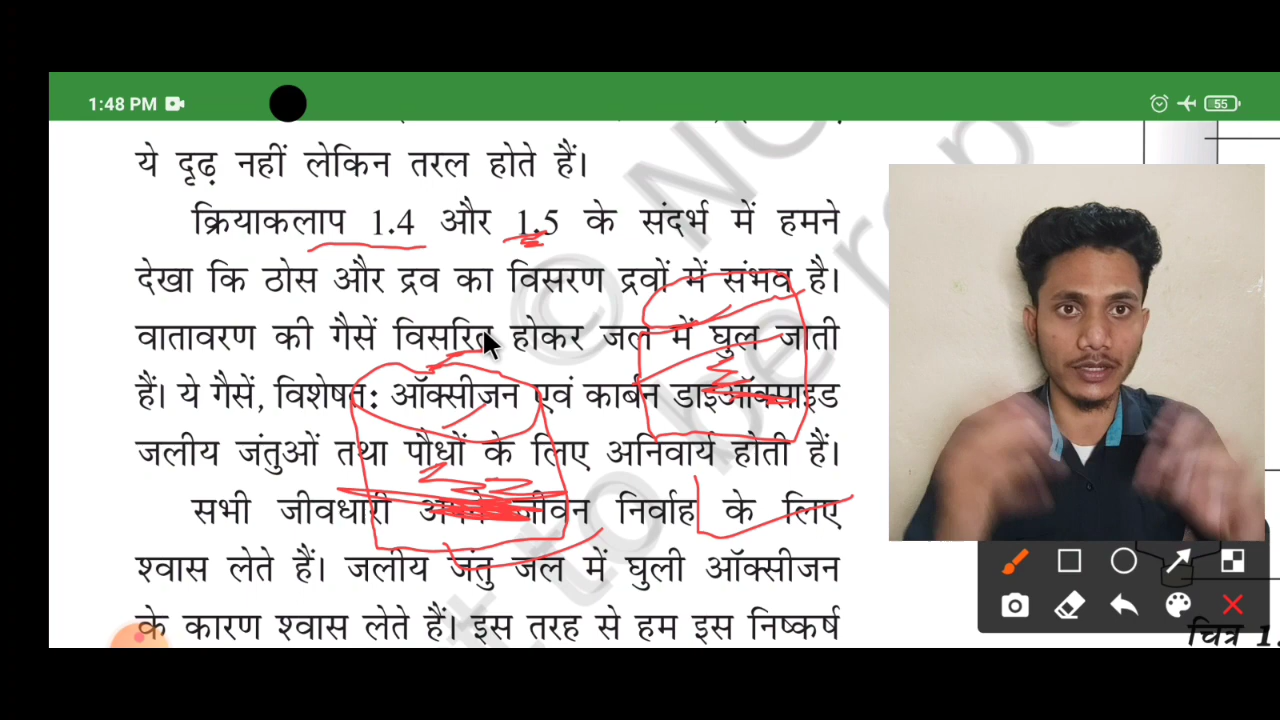 1:48 PM
55
ये दृढ़ नहीं लेकिन तरल होते हैं।
क्रियाकलाप 1.4 और 1.5 के संदर्भ में हमने
देखा कि ठोस और द्रव का विसरण द्रवों में संभव है।
वातावरण की गैसें विसरित होकर जल में घुल जाती
हैं। ये गैसें, विशेषतः ऑक्सीजन एवं कार्बन डाइऑक्साइड
जलीय जंतुओं तथा पौधों के लिए अनिवार्य होती हैं।
सभी जीवधारी अपने जीवन निर्वाह के लिए
श्वास लेते हैं। जलीय जंतु जल में घुली ऑक्सीजन
के कारण श्वास लेते हैं। इस तरह से हम इस निष्कर्ष
चित्र 1.